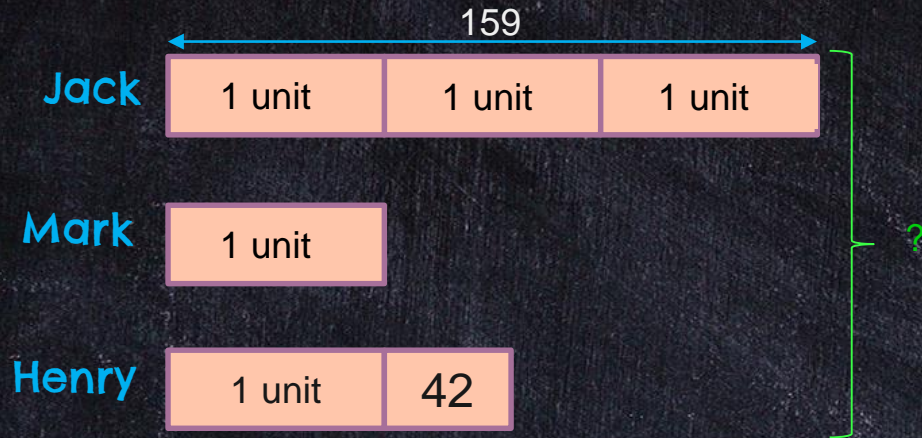 159
Jack 1 unit 1 unit 1 unit
Mark 1 unit
?
Henry 1 unit 42